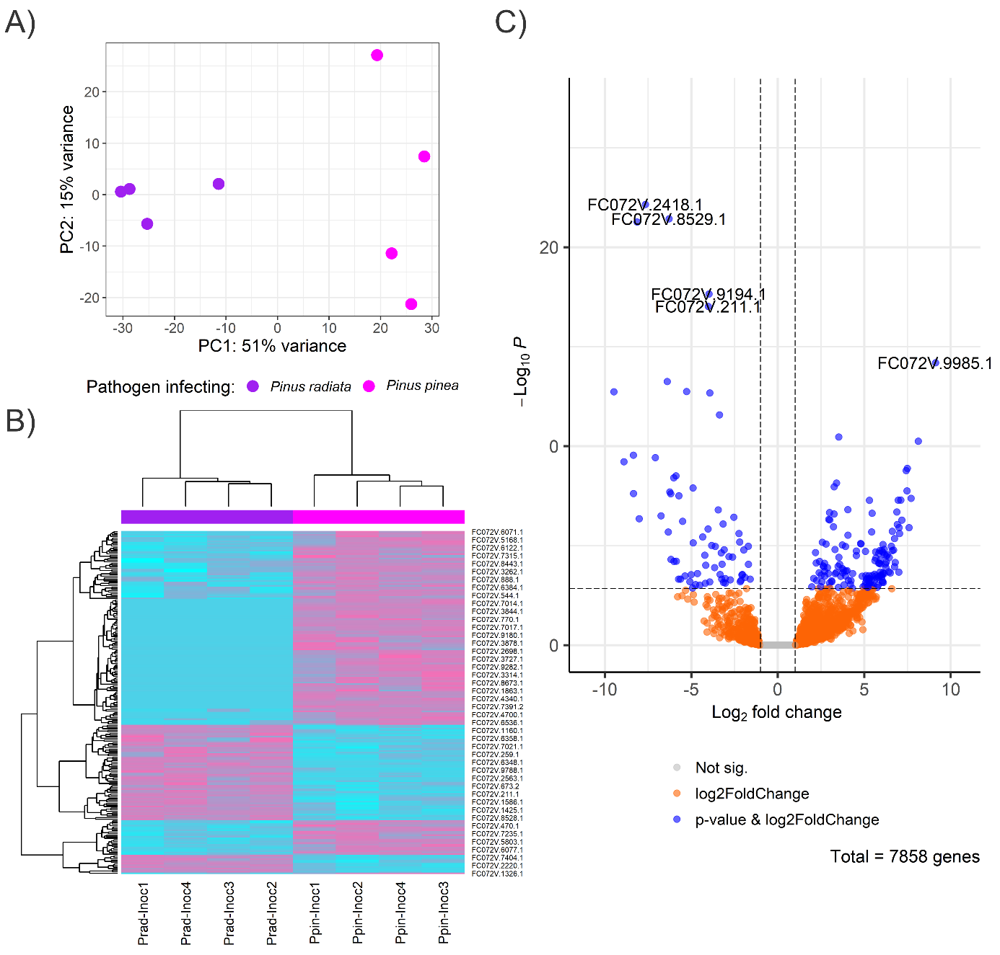 A)
20
10
0
-10
-20
PC2: 15% variance
-30
-20
-10
0
10
20
30
PC1: 51% variance
Pathogen infecting:
Pinus radiata
Pinus pinea
B)
FC072V.6071.1
FC072V.5168.1
FC072V.6122.1
FC072V.7315.1
FC072V.8443.1
FC072V.3262.1
FC072V.888.1
FC072V.6384.1
FC072V.544.1
FC072V.7014.1
FC072V.3844.1
FC072V.770.1
FC072V.7017.1
FC072V.9180.1
FC072V.3878.1
FC072V.2698.1
FC072V.3727.1
FC072V.9282.1
FC072V.3314.1
FC072V.8673.1
FC072V.1863.1
FC072V.4340.1
FC072V.7391.2
FC072V.4700.1
FC072V.6536.1
FC072V.1160.1
FC072V.6358.1
FC072V.7021.1
FC072V.259.1
FC072V.6348.1
FC072V.9788.1
FC072V.2563.1
FC072V.673.2
FC072V.211.1
FC072V.1586.1
FC072V.1425.1
FC072V.8528.1
FC072V.470.1
FC072V.7235.1
FC072V.5803.1
FC072V.6077.1
FC072V.7404.1
FC072V.2220.1
FC072V.1326.1
Prad-Inoc1
Prad-Inoc4
Prad-Inoc3
Prad-Inoc2
Ppin-Inoc1
Ppin-Inoc2
Ppin-Inoc4
Ppin-Inoc3
C)
FC072V.2418.1
FC072V.8529.1
20
FC072V.9194.1
FC072V.211.1
FC072V.9985.1
−Log10 P
0
0
-10
-5
0
5
10
Log2 fold change
Not sig.
log2FoldChange
p-value & log2FoldChange
Total = 7858 genes